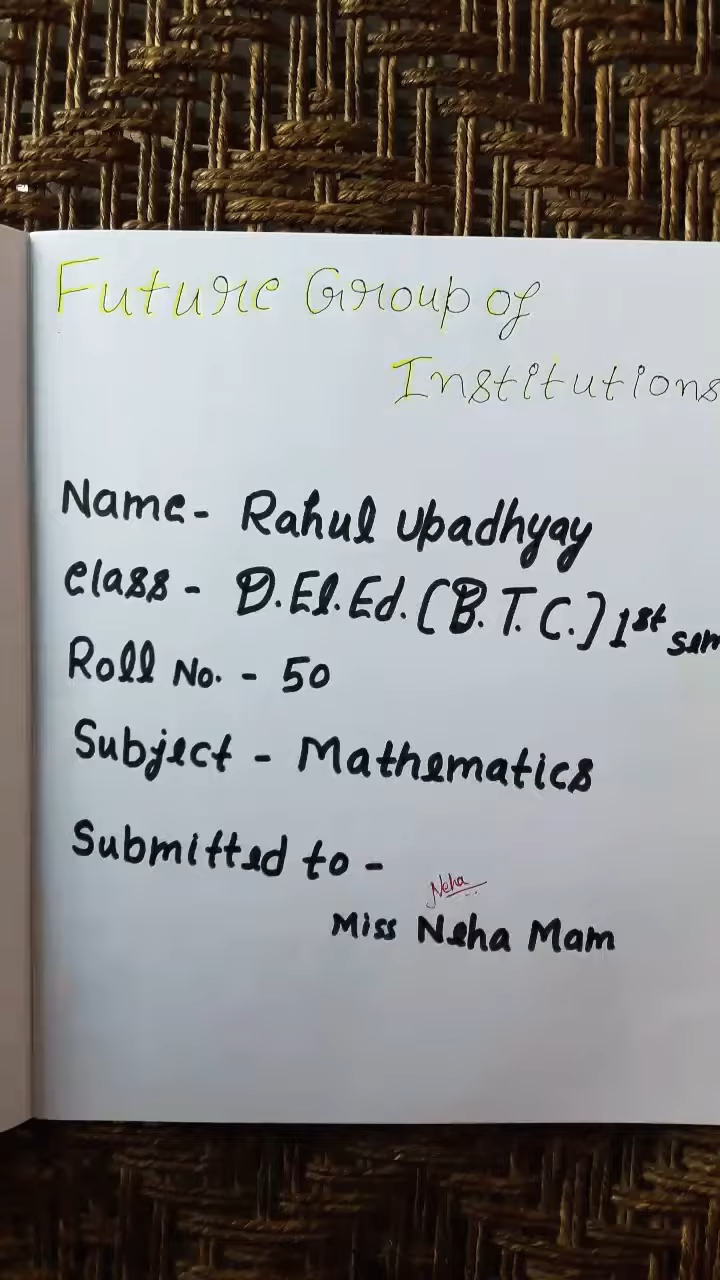 Future Group of
Institutions
Name- Rahul Upadhyay
Class - D.El.Ed.(B.T.C.) 1st sem
Roll No. - 50
Subject - Mathematics
Submitted to -
Neha
Miss Neha Mam